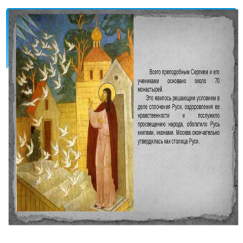 Всего преподобным Сергием и его
учениками основано около 70
монастырей.
Это явилось решающим условием в
деле сплочения Руси, оздоровления ее
нравственности и послужило
просвещению народа, обогатило Русь
книгами, иконами. Москва окончательно
утвердилась как столица Руси.